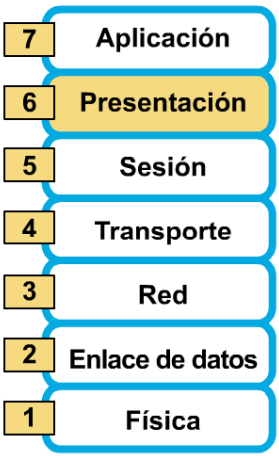 7 Aplicación
6 Presentación
5 Sesión
4 Transporte
3 Red
2 Enlace de datos
1 Física